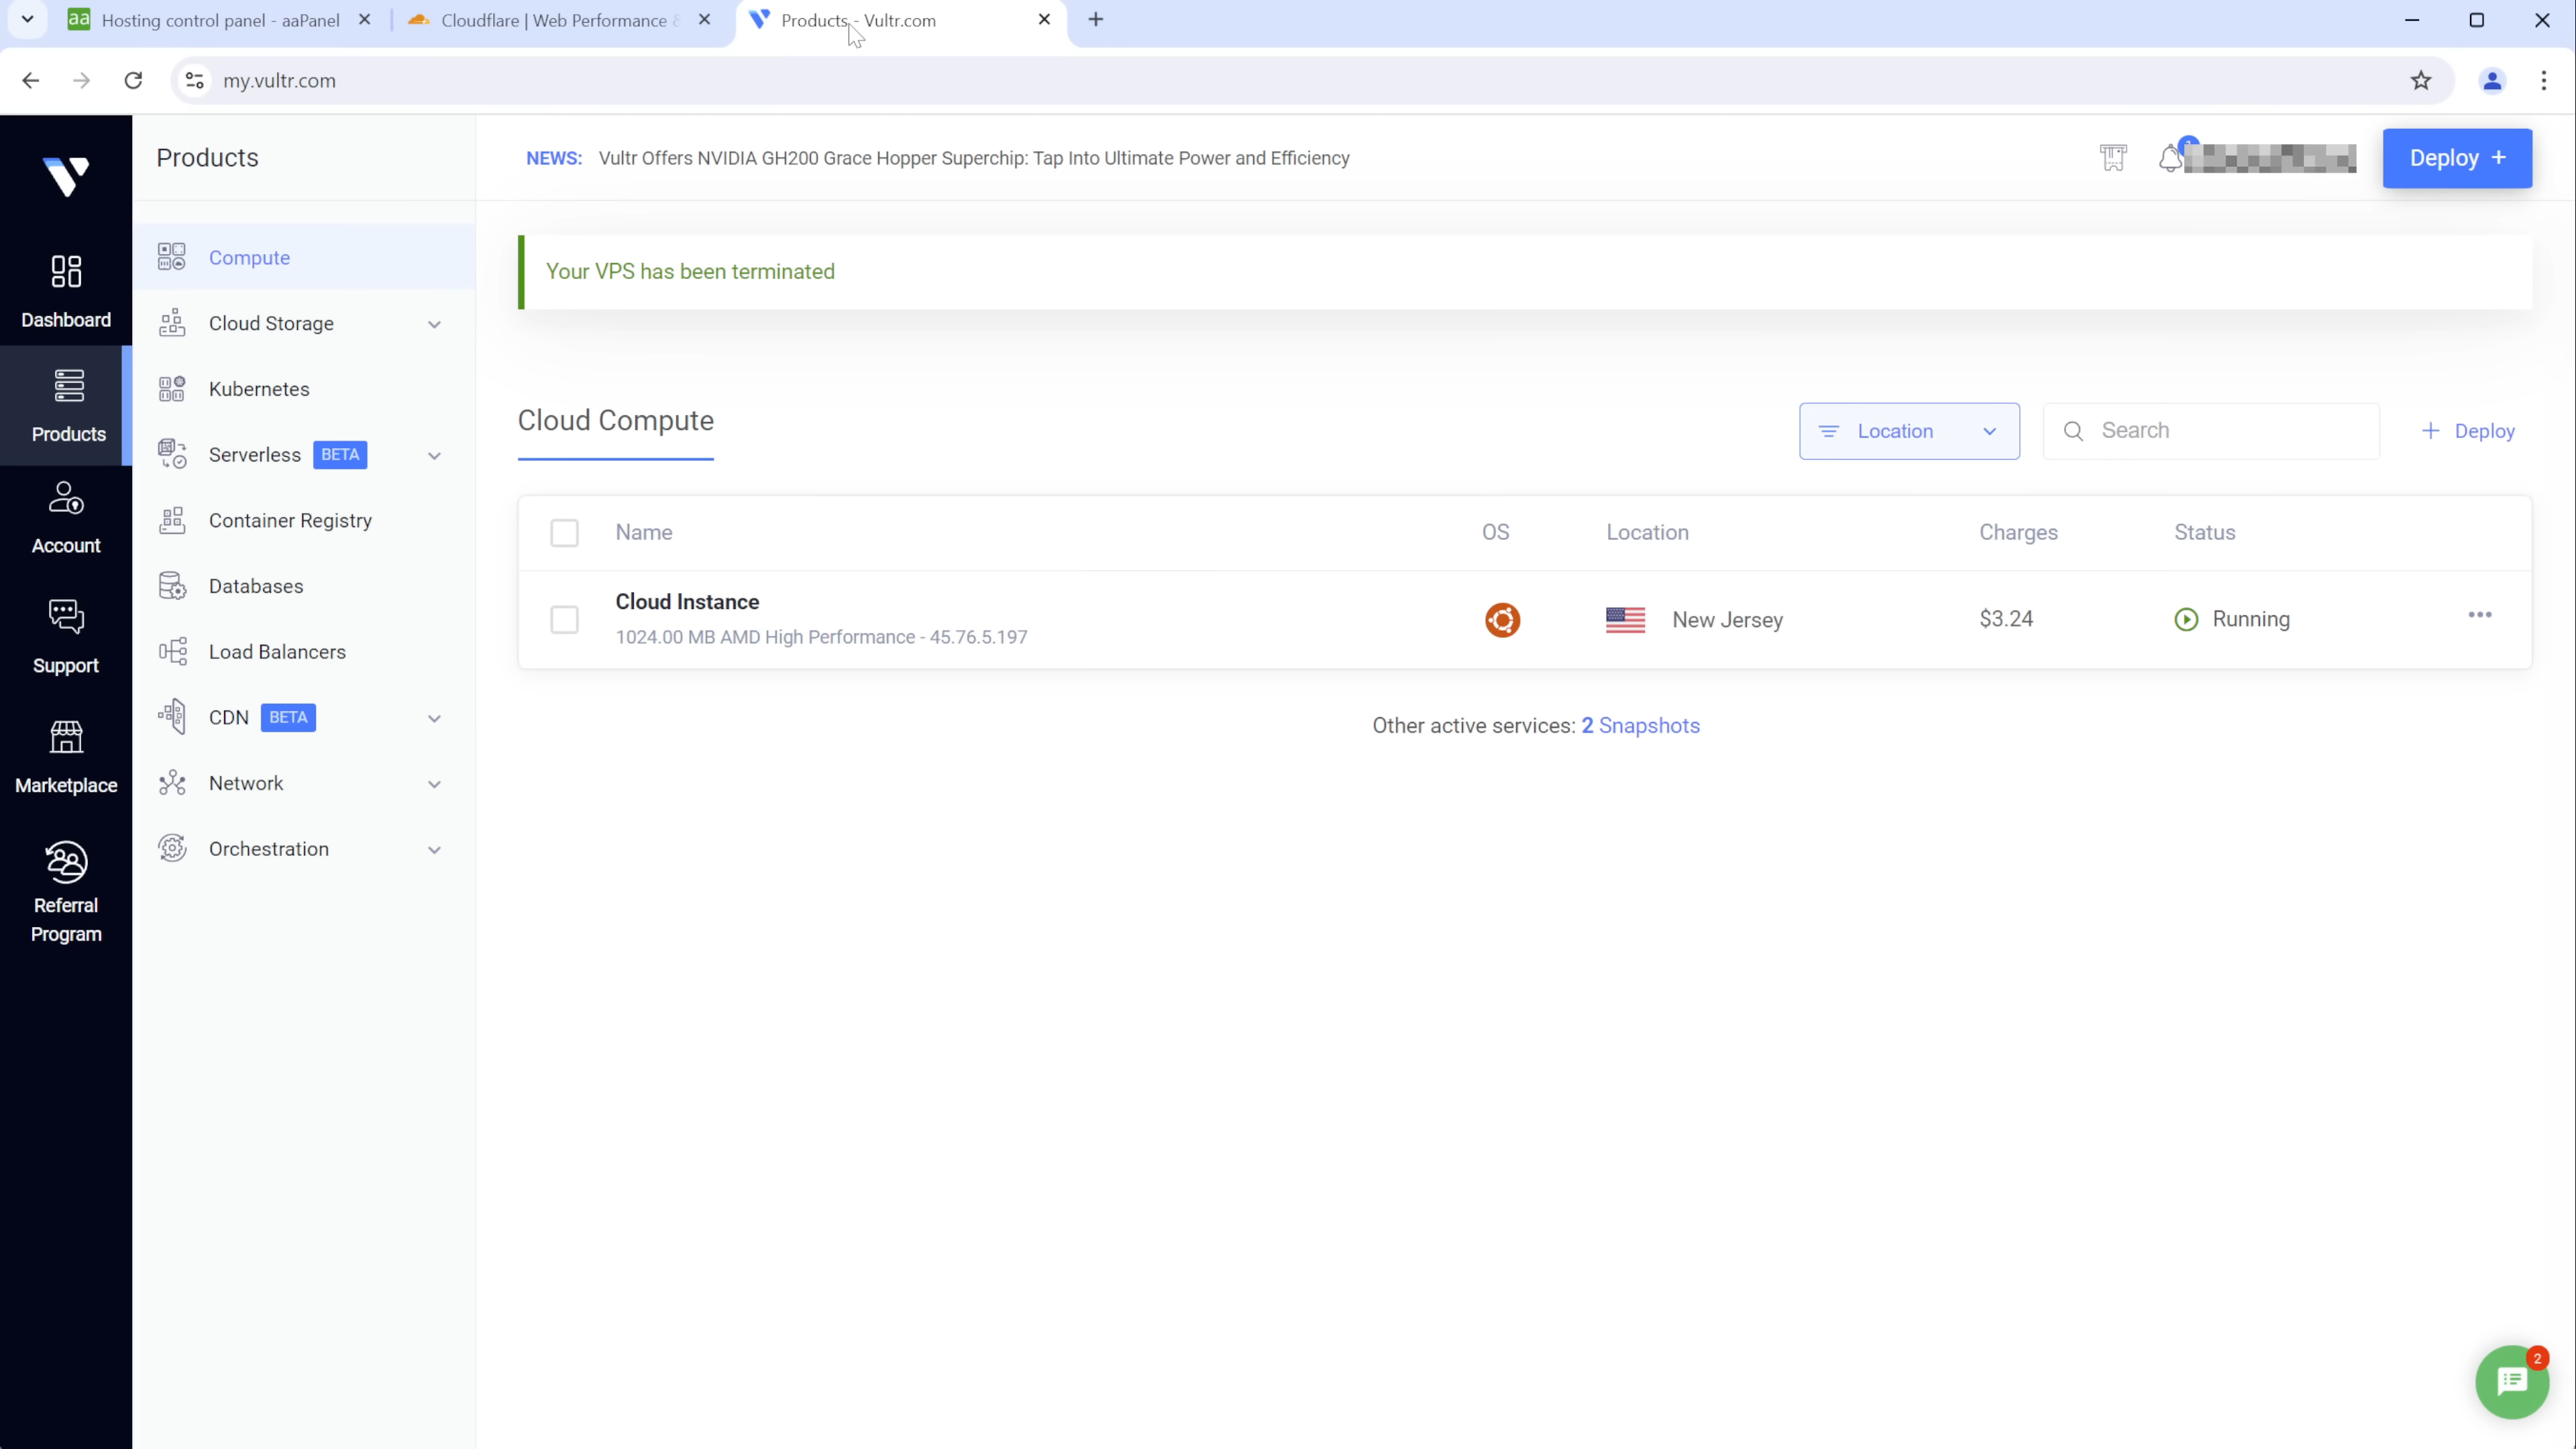 aa Hosting control panel - aaPanel
Cloudflare | Web Performance &
Products - Vultr.com
my.vultr.com
Products
NEWS: Vultr Offers NVIDIA GH200 Grace Hopper Superchip: Tap Into Ultimate Power and Efficiency
Deploy +
Dashboard
Products
Account
Support
Marketplace
Referral
Program
Compute
Cloud Storage
Kubernetes
Serverless BETA
Container Registry
Databases
Load Balancers
CDN BETA
Network
Orchestration
Your VPS has been terminated
Cloud Compute
Location
Search
+ Deploy
Name OS Location Charges Status
Cloud Instance
1024.00 MB AMD High Performance - 45.76.5.197
New Jersey
$3.24
Running
Other active services: 2 Snapshots
2